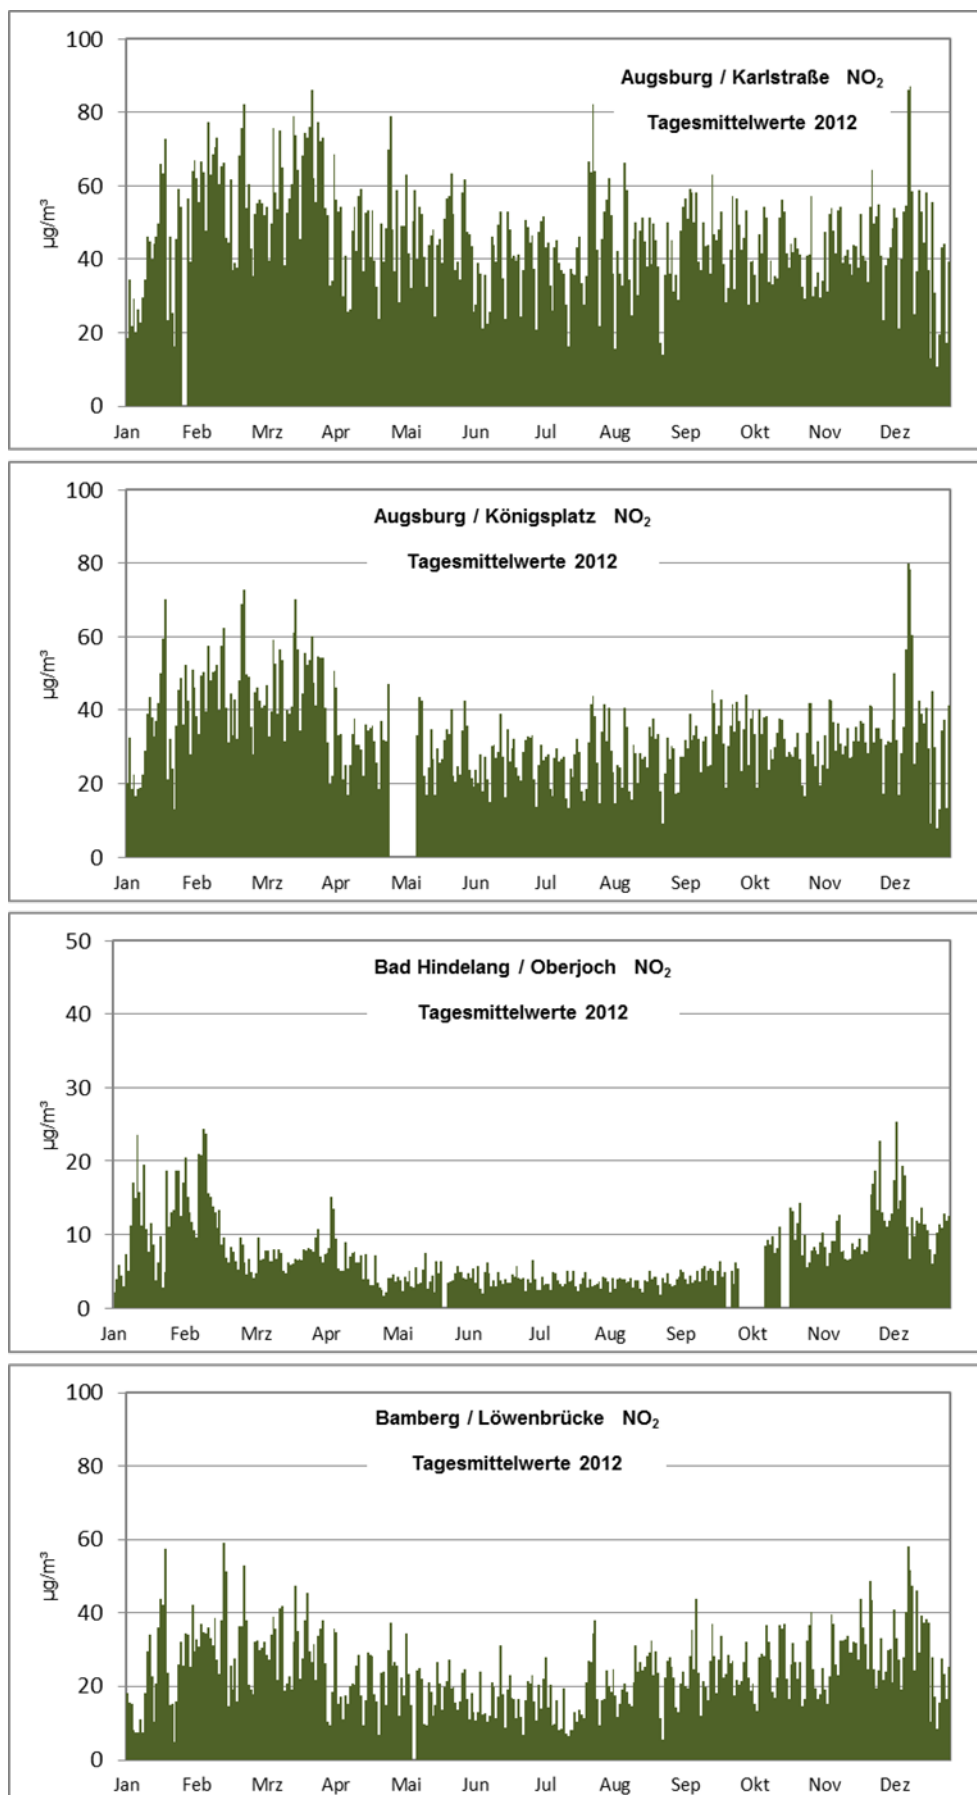 100
80
60
40
20
0
µg/m³
Augsburg / Karlstraße NO₂
Tagesmittelwerte 2012
Jan Feb Mrz Apr Mai Jun Jul Aug Sep Okt Nov Dez
100
80
60
40
20
0
µg/m³
Augsburg / Königsplatz NO₂
Tagesmittelwerte 2012
Jan Feb Mrz Apr Mai Jun Jul Aug Sep Okt Nov Dez
50
40
30
20
10
0
µg/m³
Bad Hindelang / Oberjoch NO₂
Tagesmittelwerte 2012
Jan Feb Mrz Apr Mai Jun Jul Aug Sep Okt Nov Dez
100
80
60
40
20
0
µg/m³
Bamberg / Löwenbrücke NO₂
Tagesmittelwerte 2012
Jan Feb Mrz Apr Mai Jun Jul Aug Sep Okt Nov Dez